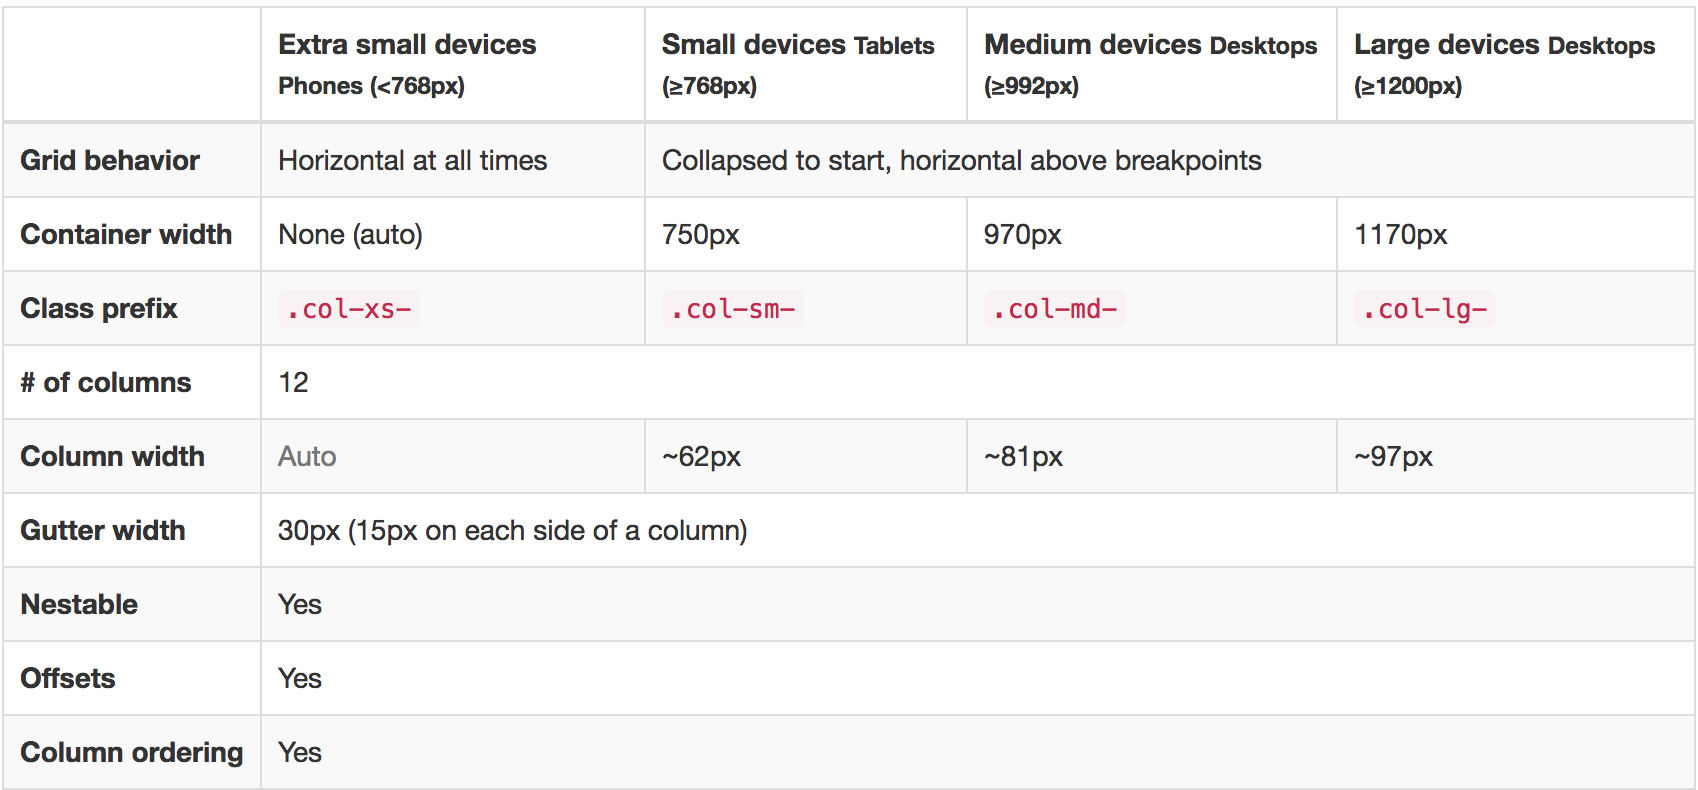 Extra small devices Small devices Tablets Medium devices Desktops Large devices Desktops
Phones (<768px) (≥768px) (≥992px) (≥1200px)
Grid behavior Horizontal at all times Collapsed to start, horizontal above breakpoints
Container width None (auto) 750px 970px 1170px
Class prefix .col-xs- .col-sm- .col-md- .col-lg-
# of columns 12
Column width Auto ~62px ~81px ~97px
Gutter width 30px (15px on each side of a column)
Nestable Yes
Offsets Yes
Column ordering Yes